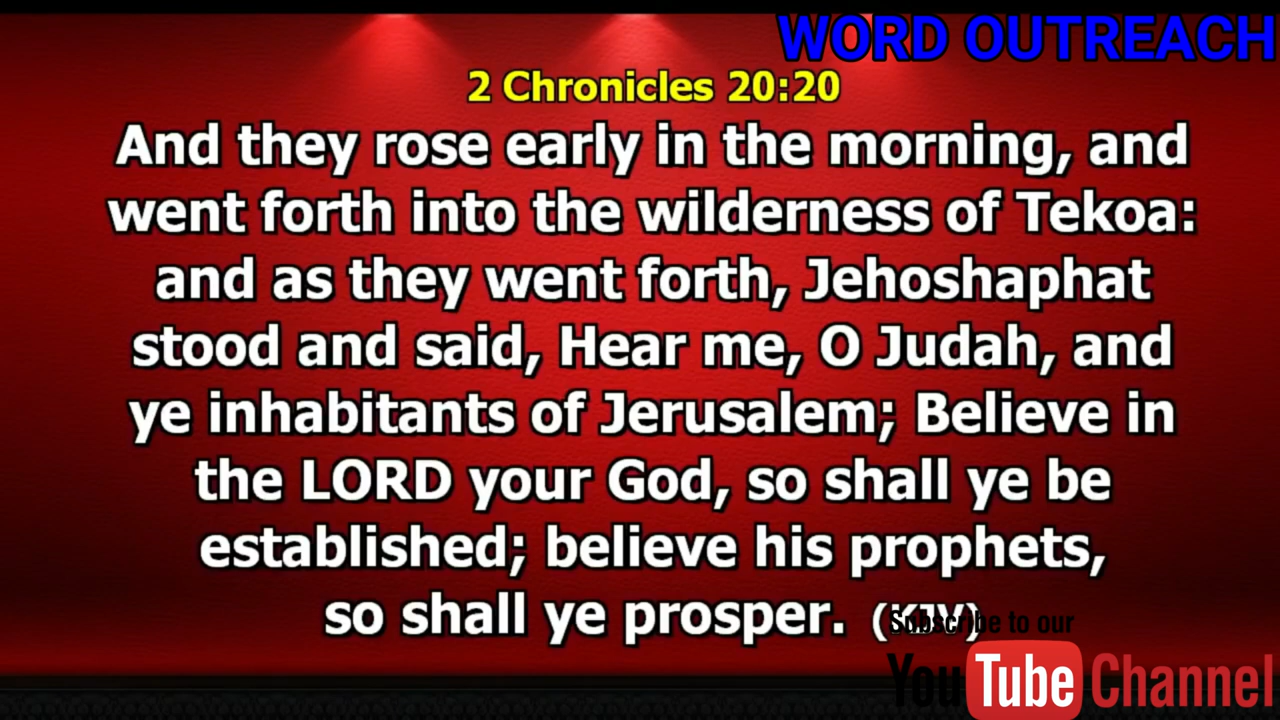 WORD OUTREACH
2 Chronicles 20:20
And they rose early in the morning, and
went forth into the wilderness of Tekoa:
and as they went forth, Jehoshaphat
stood and said, Hear me, O Judah, and
ye inhabitants of Jerusalem; Believe in
the LORD your God, so shall ye be
established; believe his prophets,
so shall ye prosper. (KJV)
Subscribe to our
YouTube Channel